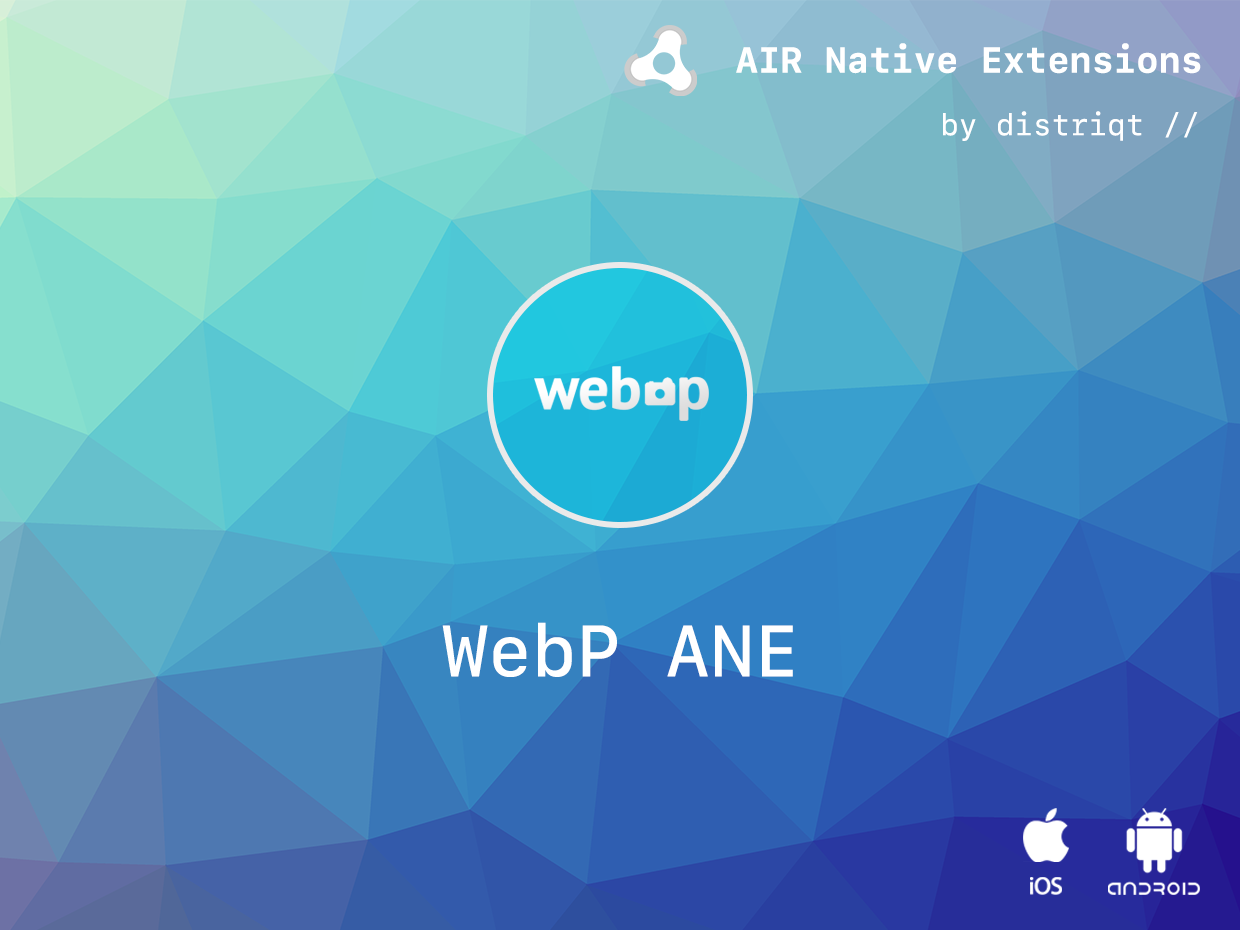 AIR Native Extensions
by distriqt //
webp
WebP ANE
iOS
ANDROID